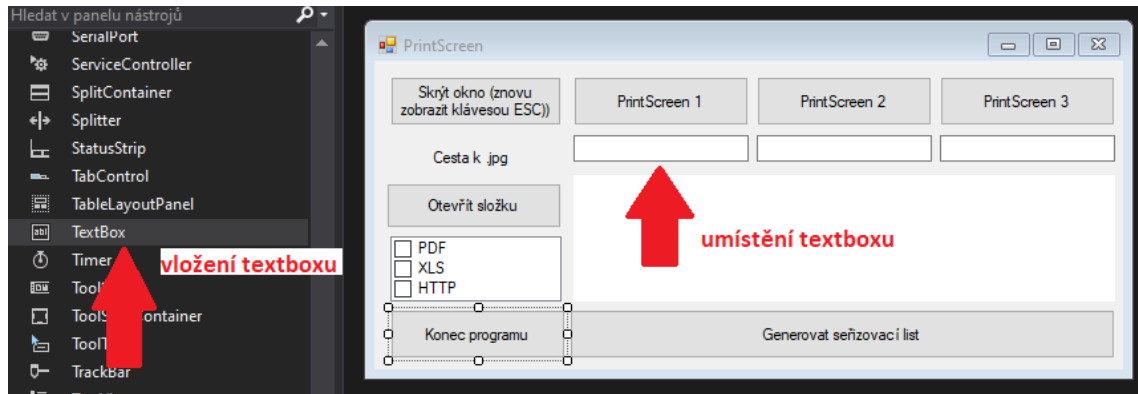 Hledat v panelu nástrojů
SerialPort
ServiceController
SplitContainer
Splitter
StatusStrip
TabControl
TableLayoutPanel
TextBox
Timer
TrackBar
vložení textboxu
PrintScreen
Skrýt okno (znovu
zobrazit klávesou ESC))
PrintScreen 1
PrintScreen 2
PrintScreen 3
Cesta k .jpg
Otevřít složku
umístění textboxu
PDF
XLS
HTTP
Konec programu
Generovat seřizovací list